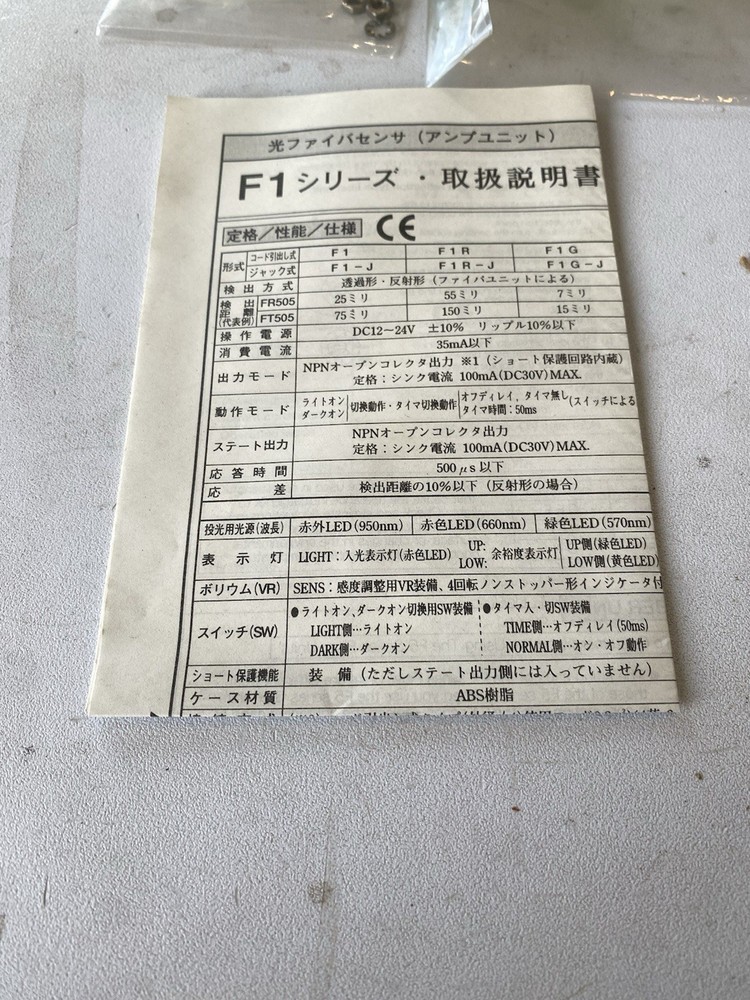 光ファイバセンサ（アンプユニット）
F1シリーズ・取扱説明書
定格／性能／仕様 CE
形式 コード引出し式 F1 F1R F1G
ジャック式 F1-J F1R-J F1G-J
検出方式 透過形・反射形（ファイバユニットによる）
検出距離(代表例) FR505 25ミリ 55ミリ 7ミリ
FT505 75ミリ 150ミリ 15ミリ
操作電源 DC12～24V ±10% リップル10%以下
消費電流 35mA以下
出力モード NPNオープンコレクタ出力 ※1（ショート保護回路内蔵）
定格：シンク電流 100mA(DC30V)MAX.
動作モード ライトオン ダークオン 切換動作・タイマ切換動作 オフディレイ、タイマ無し タイマ時間：50ms (スイッチによる
ステート出力 NPNオープンコレクタ出力
定格：シンク電流 100mA(DC30V)MAX.
応答時間 500μs以下
応差 検出距離の10%以下（反射形の場合）
投光用光源(波長) 赤外LED(950nm) 赤色LED(660nm) 緑色LED(570nm)
表示灯 LIGHT：入光表示灯(赤色LED) UP: LOW: 余裕度表示灯 UP側(緑色LED) LOW側(黄色LED)
ボリウム(VR) SENS：感度調整用VR装備、4回転ノンストッパー形インジケータ付
スイッチ(SW) ●ライトオン、ダークオン切換用SW装備 ●タイマ入・切SW装備
LIGHT側…ライトオン TIME側…オフディレイ(50ms)
DARK側…ダークオン NORMAL側…オン・オフ動作
ショート保護機能 装備（ただしステート出力側には入っていません）
ケース材質 ABS樹脂